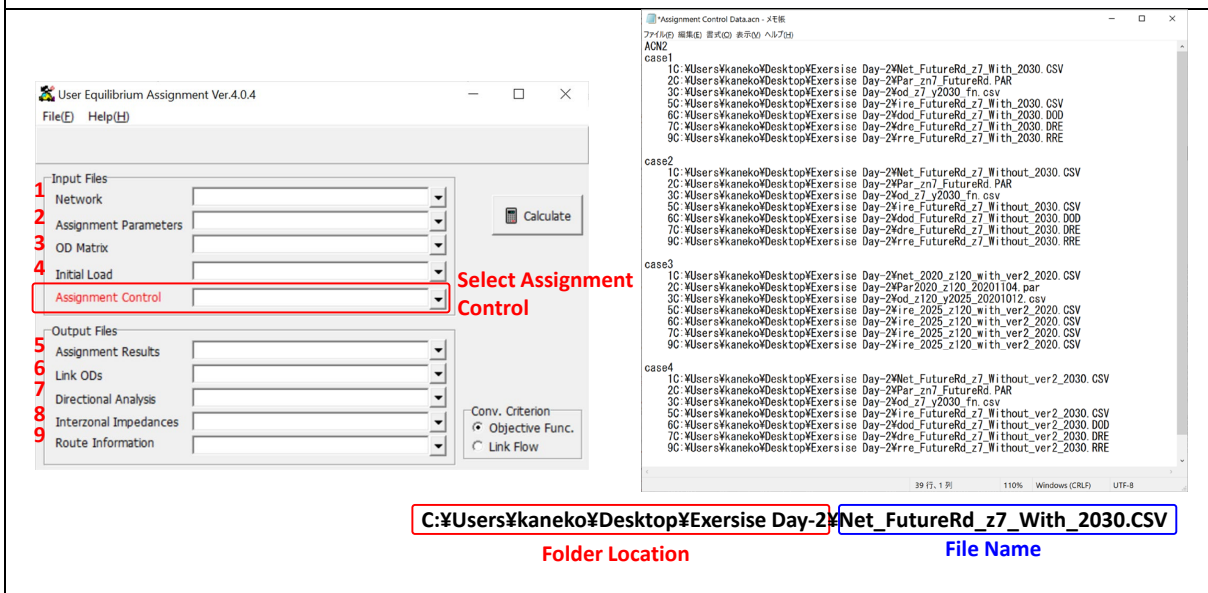 User Equilibrium Assignment Ver.4.0.4
File(F) Help(H)
Input Files
1 Network
2 Assignment Parameters
3 OD Matrix
4 Initial Load
Assignment Control
Calculate
Select Assignment
Control
Output Files
5 Assignment Results
6 Link ODs
7 Directional Analysis
8 Interzonal Impedances
9 Route Information
Conv. Criterion
Objective Func.
Link Flow
*Assignment Control Data.acn - メモ帳
ファイル(F) 編集(E) 書式(O) 表示(V) ヘルプ(H)
ACN2
case1
1C:¥Users¥kaneko¥Desktop¥Exersise Day-2¥Net_FutureRd_z7_With_2030.CSV
2C:¥Users¥kaneko¥Desktop¥Exersise Day-2¥Par_zn7_FutureRd.PAR
3C:¥Users¥kaneko¥Desktop¥Exersise Day-2¥od_z7_y2030_fn.csv
5C:¥Users¥kaneko¥Desktop¥Exersise Day-2¥ire_FutureRd_z7_With_2030.CSV
6C:¥Users¥kaneko¥Desktop¥Exersise Day-2¥dod_FutureRd_z7_With_2030.DOD
7C:¥Users¥kaneko¥Desktop¥Exersise Day-2¥dre_FutureRd_z7_With_2030.DRE
9C:¥Users¥kaneko¥Desktop¥Exersise Day-2¥rre_FutureRd_z7_With_2030.RRE
case2
1C:¥Users¥kaneko¥Desktop¥Exersise Day-2¥Net_FutureRd_z7_Without_2030.CSV
2C:¥Users¥kaneko¥Desktop¥Exersise Day-2¥Par_zn7_FutureRd.PAR
3C:¥Users¥kaneko¥Desktop¥Exersise Day-2¥od_z7_y2030_fn.csv
5C:¥Users¥kaneko¥Desktop¥Exersise Day-2¥ire_FutureRd_z7_Without_2030.CSV
6C:¥Users¥kaneko¥Desktop¥Exersise Day-2¥dod_FutureRd_z7_Without_2030.DOD
7C:¥Users¥kaneko¥Desktop¥Exersise Day-2¥dre_FutureRd_z7_Without_2030.DRE
9C:¥Users¥kaneko¥Desktop¥Exersise Day-2¥rre_FutureRd_z7_Without_2030.RRE
case3
1C:¥Users¥kaneko¥Desktop¥Exersise Day-2¥net_2020_z120_with_ver2_2020.CSV
2C:¥Users¥kaneko¥Desktop¥Exersise Day-2¥Par2020_z120_20201104.par
3C:¥Users¥kaneko¥Desktop¥Exersise Day-2¥od_z120_y2025_20201012.csv
5C:¥Users¥kaneko¥Desktop¥Exersise Day-2¥ire_2025_z120_with_ver2_2020.CSV
6C:¥Users¥kaneko¥Desktop¥Exersise Day-2¥ire_2025_z120_with_ver2_2020.CSV
7C:¥Users¥kaneko¥Desktop¥Exersise Day-2¥ire_2025_z120_with_ver2_2020.CSV
9C:¥Users¥kaneko¥Desktop¥Exersise Day-2¥ire_2025_z120_with_ver2_2020.CSV
case4
1C:¥Users¥kaneko¥Desktop¥Exersise Day-2¥Net_FutureRd_z7_Without_ver2_2030.CSV
2C:¥Users¥kaneko¥Desktop¥Exersise Day-2¥Par_zn7_FutureRd.PAR
3C:¥Users¥kaneko¥Desktop¥Exersise Day-2¥od_z7_y2030_fn.csv
5C:¥Users¥kaneko¥Desktop¥Exersise Day-2¥ire_FutureRd_z7_Without_ver2_2030.CSV
6C:¥Users¥kaneko¥Desktop¥Exersise Day-2¥dod_FutureRd_z7_Without_ver2_2030.DOD
7C:¥Users¥kaneko¥Desktop¥Exersise Day-2¥dre_FutureRd_z7_Without_ver2_2030.DRE
9C:¥Users¥kaneko¥Desktop¥Exersise Day-2¥rre_FutureRd_z7_Without_ver2_2030.RRE
39 行、1 列 110% Windows (CRLF) UTF-8
C:¥Users¥kaneko¥Desktop¥Exersise Day-2¥Net_FutureRd_z7_With_2030.CSV
Folder Location
File Name